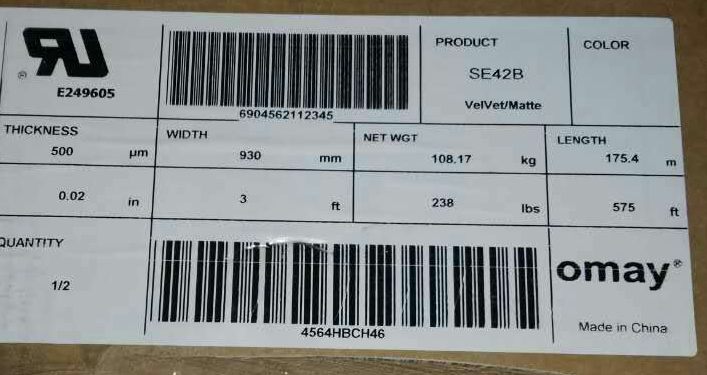 RU®
E249605
6904562112345
PRODUCT
SE42B
VelVet/Matte
COLOR
THICKNESS
500 µm
0.02 in
WIDTH
930 mm
3 ft
NET WGT
108.17 kg
238 lbs
LENGTH
175.4 m
575 ft
QUANTITY
1/2
4564HBCH46
omay®
Made in China